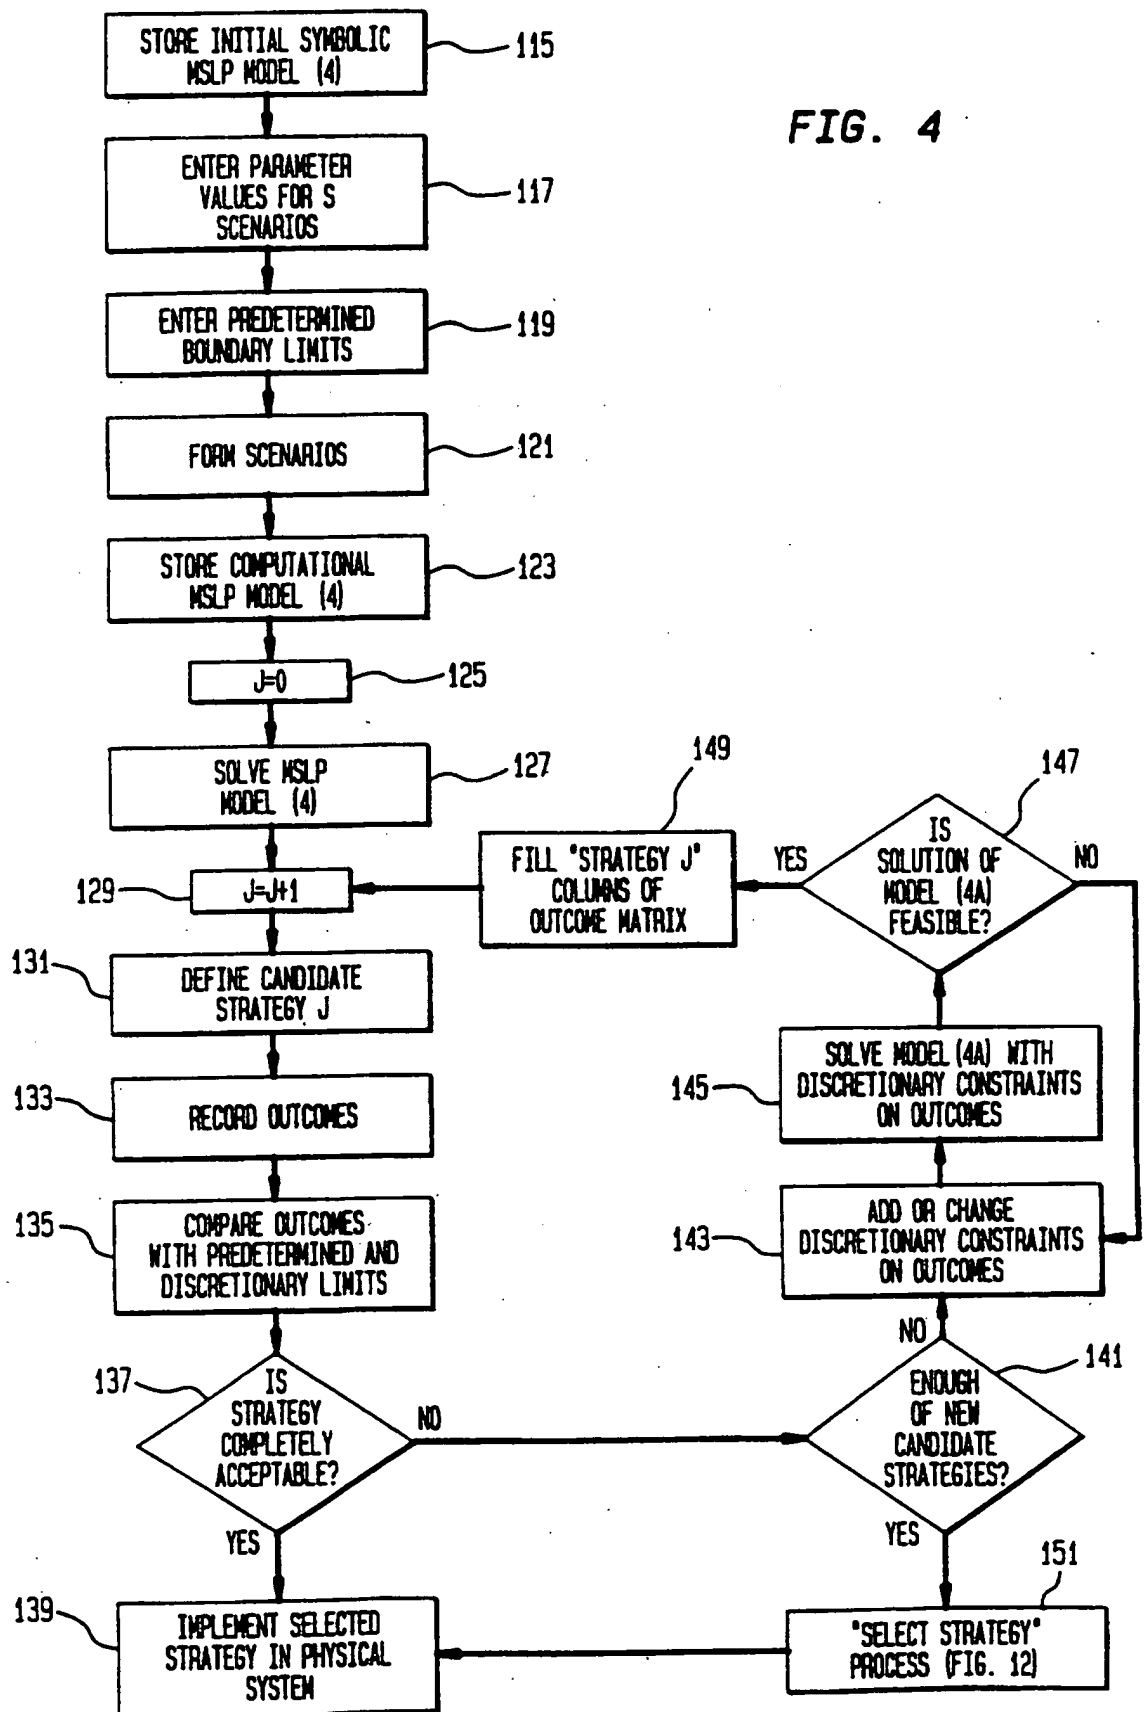 STORE INITIAL SYMBOLIC
MSLP MODEL (4)
115
FIG. 4
ENTER PARAMETER
VALUES FOR S
SCENARIOS
117
ENTER PREDETERMINED
BOUNDARY LIMITS
119
FORM SCENARIOS
121
STORE COMPUTATIONAL
MSLP MODEL (4)
123
J=0
125
SOLVE MSLP
MODEL (4)
127
129
J=J+1
131
DEFINE CANDIDATE
STRATEGY J
133
RECORD OUTCOMES
135
COMPARE OUTCOMES
WITH PREDETERMINED AND
DISCRETIONARY LIMITS
137
IS
STRATEGY
COMPLETELY
ACCEPTABLE?
NO
YES
139
IMPLEMENT SELECTED
STRATEGY IN PHYSICAL
SYSTEM
149
FILL "STRATEGY J"
COLUMNS OF
OUTCOME MATRIX
YES
147
IS
SOLUTION OF
MODEL (4A)
FEASIBLE?
NO
145
SOLVE MODEL (4A) WITH
DISCRETIONARY CONSTRAINTS
ON OUTCOMES
143
ADD OR CHANGE
DISCRETIONARY CONSTRAINTS
ON OUTCOMES
NO
141
ENOUGH
OF NEW
CANDIDATE
STRATEGIES?
YES
151
"SELECT STRATEGY"
PROCESS (FIG. 12)